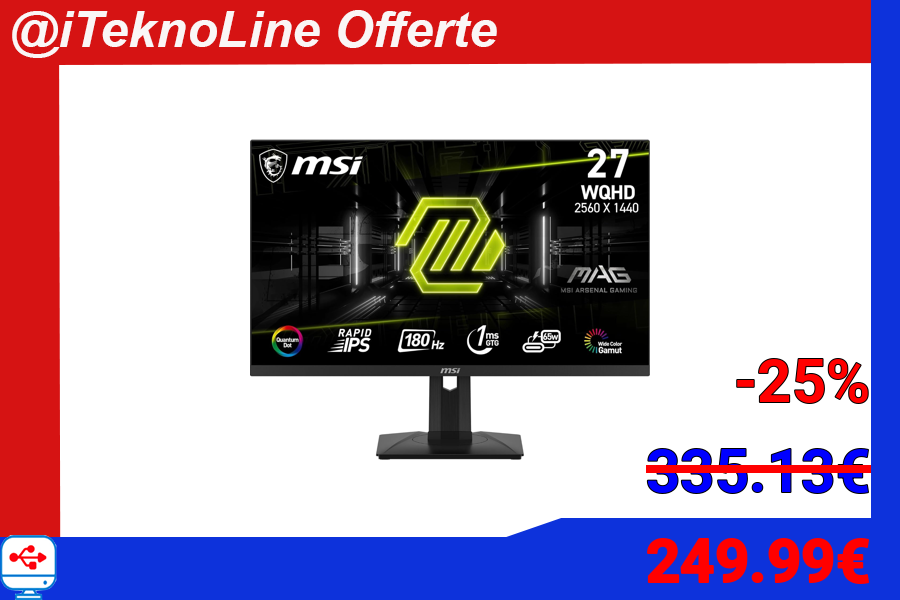 @iTeknoLine Offerte
msi
27
WQHD
2560 X 1440
MAG
MSI ARSENAL GAMING
Quantum
Dot
RAPID
IPS
180Hz
1ms
GTG
65W
Wide Color
Gamut
msi
-25%
335.13€
249.99€